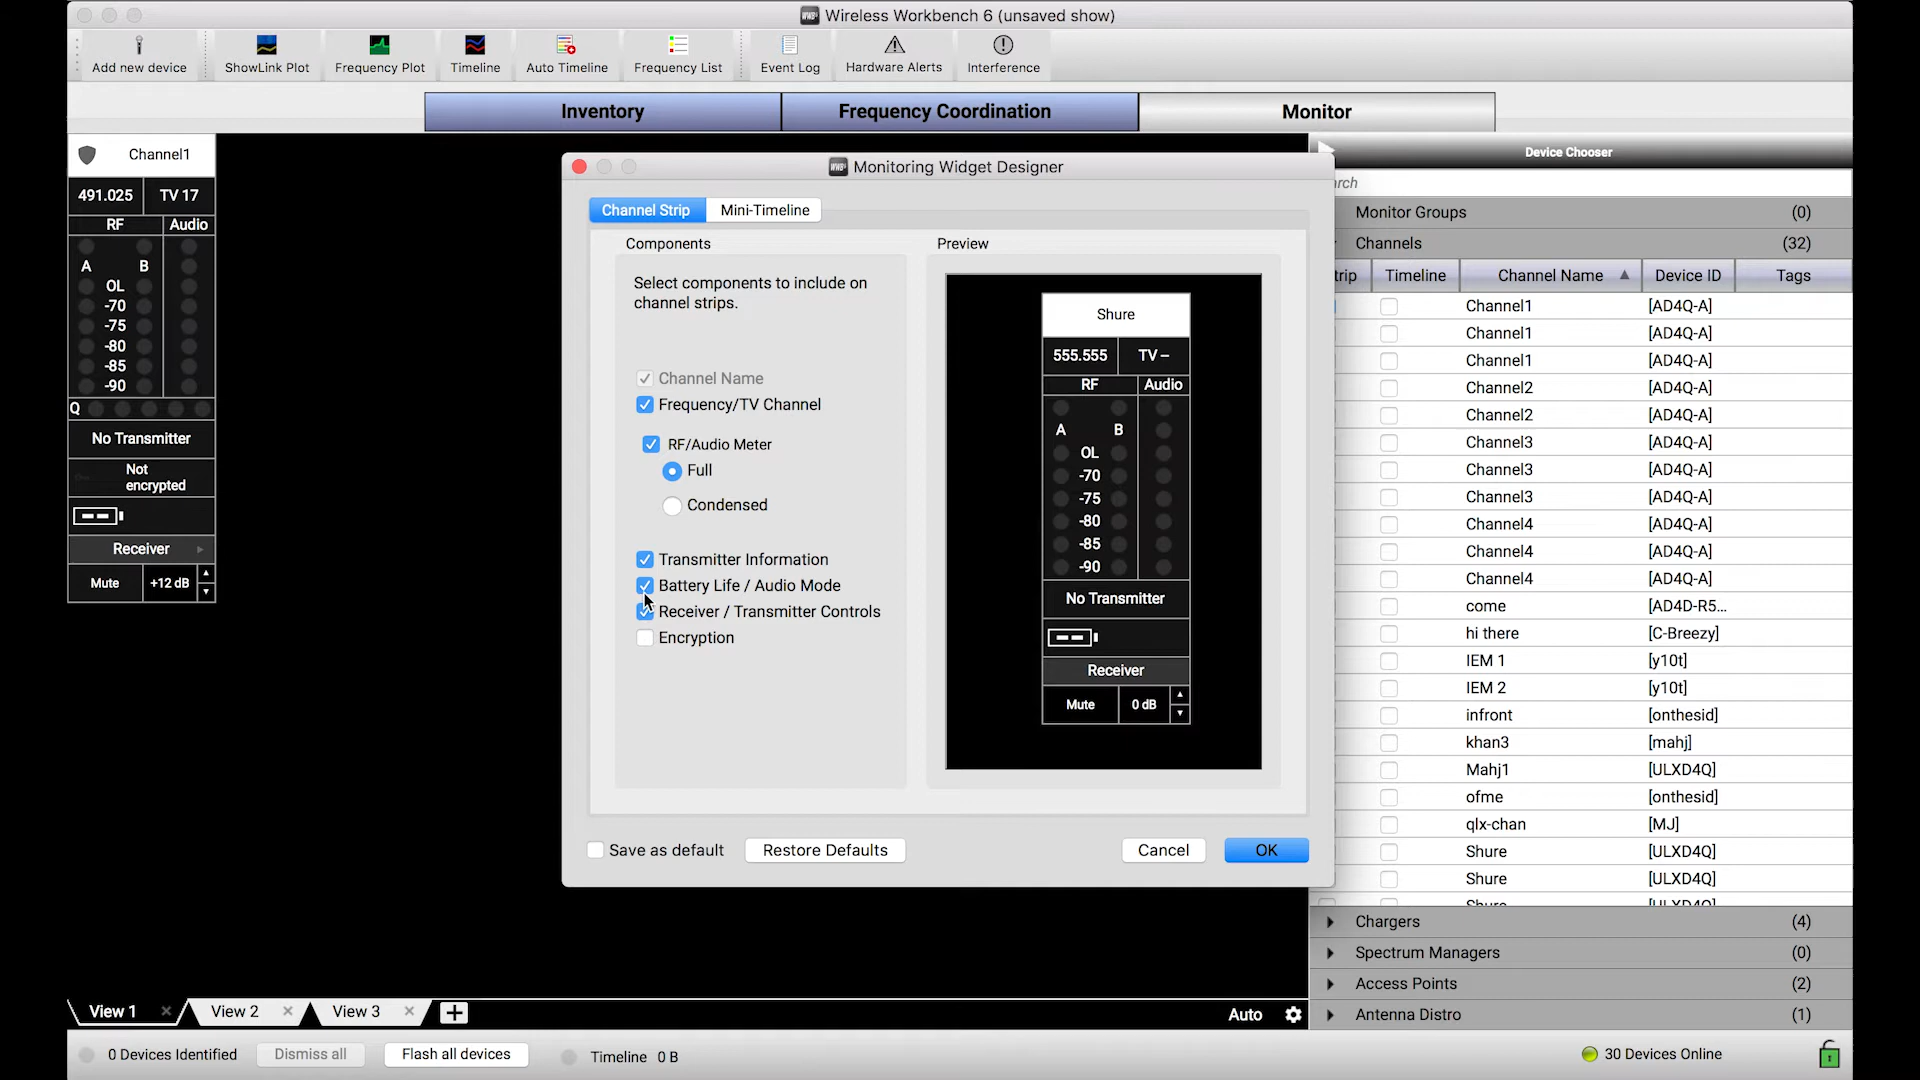 Wireless Workbench 6 (unsaved show)
Add new device
ShowLink Plot
Frequency Plot
Timeline
Auto Timeline
Frequency List
Event Log
Hardware Alerts
Interference
Inventory
Frequency Coordination
Monitor
Channel1
491.025 TV 17
RF Audio
A B
OL
-70
-75
-80
-85
-90
Q
No Transmitter
Not
encrypted
Receiver
Mute +12 dB
Monitoring Widget Designer
Channel Strip Mini-Timeline
Components
Select components to include on
channel strips.
Channel Name
Frequency/TV Channel
RF/Audio Meter
Full
Condensed
Transmitter Information
Battery Life / Audio Mode
Receiver / Transmitter Controls
Encryption
Preview
Shure
555.555 TV –
RF Audio
A B
OL
-70
-75
-80
-85
-90
No Transmitter
Receiver
Mute 0 dB
Save as default Restore Defaults Cancel OK
Device Chooser
rch
Monitor Groups (0)
Channels (32)
trip Timeline Channel Name Device ID Tags
Channel1 [AD4Q-A]
Channel1 [AD4Q-A]
Channel1 [AD4Q-A]
Channel2 [AD4Q-A]
Channel2 [AD4Q-A]
Channel3 [AD4Q-A]
Channel3 [AD4Q-A]
Channel3 [AD4Q-A]
Channel4 [AD4Q-A]
Channel4 [AD4Q-A]
Channel4 [AD4Q-A]
come [AD4D-R5...
hi there [C-Breezy]
IEM 1 [y10t]
IEM 2 [y10t]
infront [onthesid]
khan3 [mahj]
Mahj1 [ULXD4Q]
ofme [onthesid]
qlx-chan [MJ]
Shure [ULXD4Q]
Shure [ULXD4Q]
Shure [ULXD4Q]
Chargers (4)
Spectrum Managers (0)
Access Points (2)
Antenna Distro (1)
View 1 View 2 View 3
Auto
0 Devices Identified Dismiss all Flash all devices Timeline 0 B
30 Devices Online